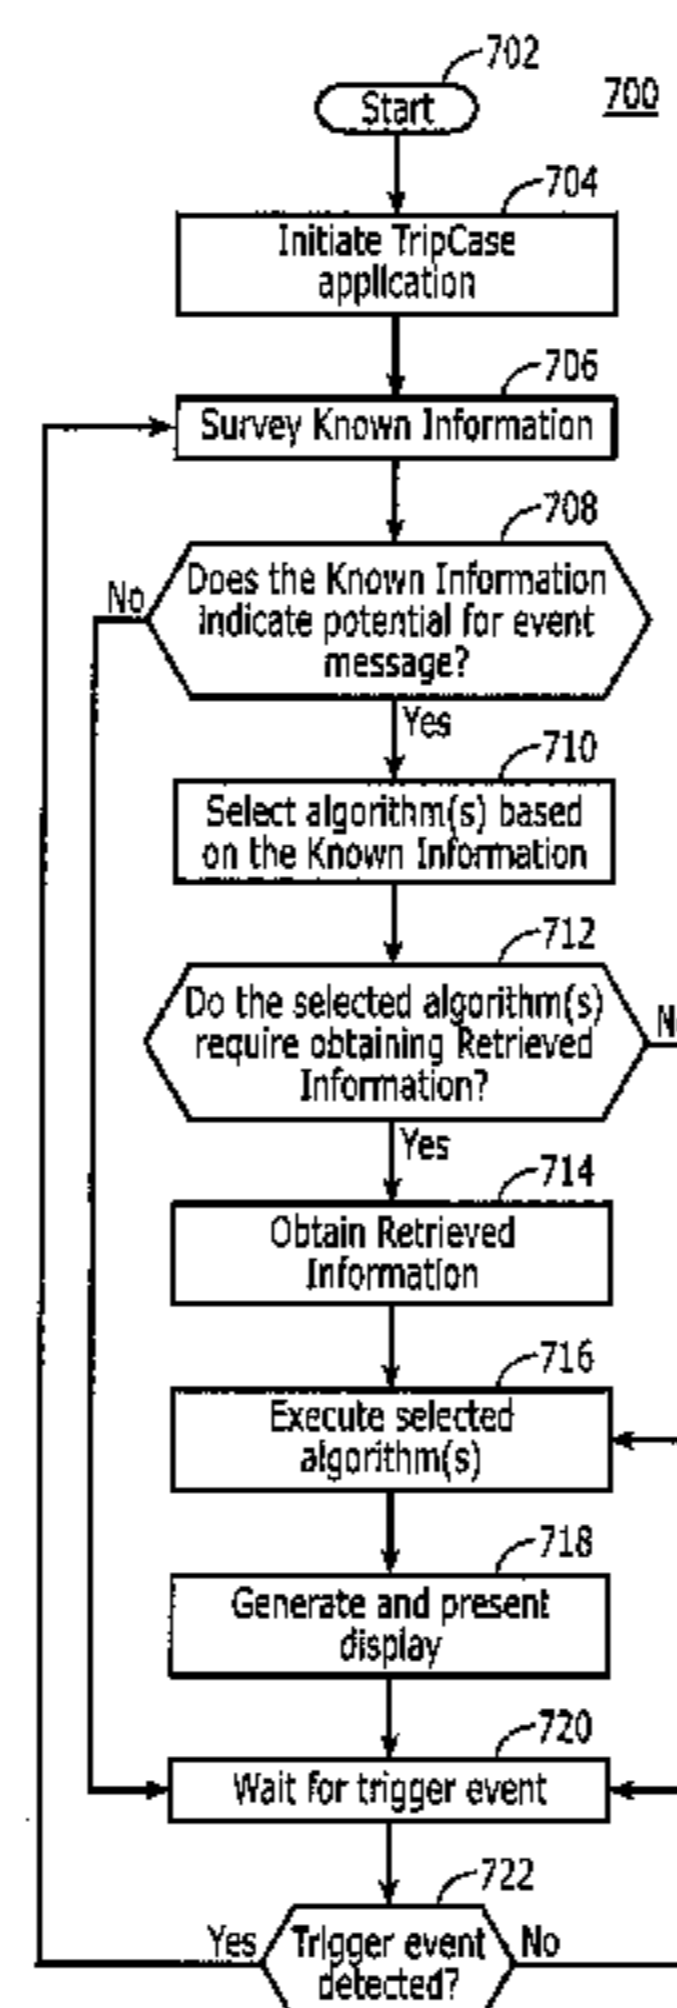 702
Start
700
704
Initiate TripCase
application
706
Survey Known Information
708
No
Does the Known Information
indicate potential for event
message?
Yes
710
Select algorithm(s) based
on the Known Information
712
Do the selected algorithm(s)
require obtaining Retrieved
Information?
Yes
714
Obtain Retrieved
Information
716
Execute selected
algorithm(s)
718
Generate and present
display
720
Wait for trigger event
722
Yes
Trigger event
detected?
No